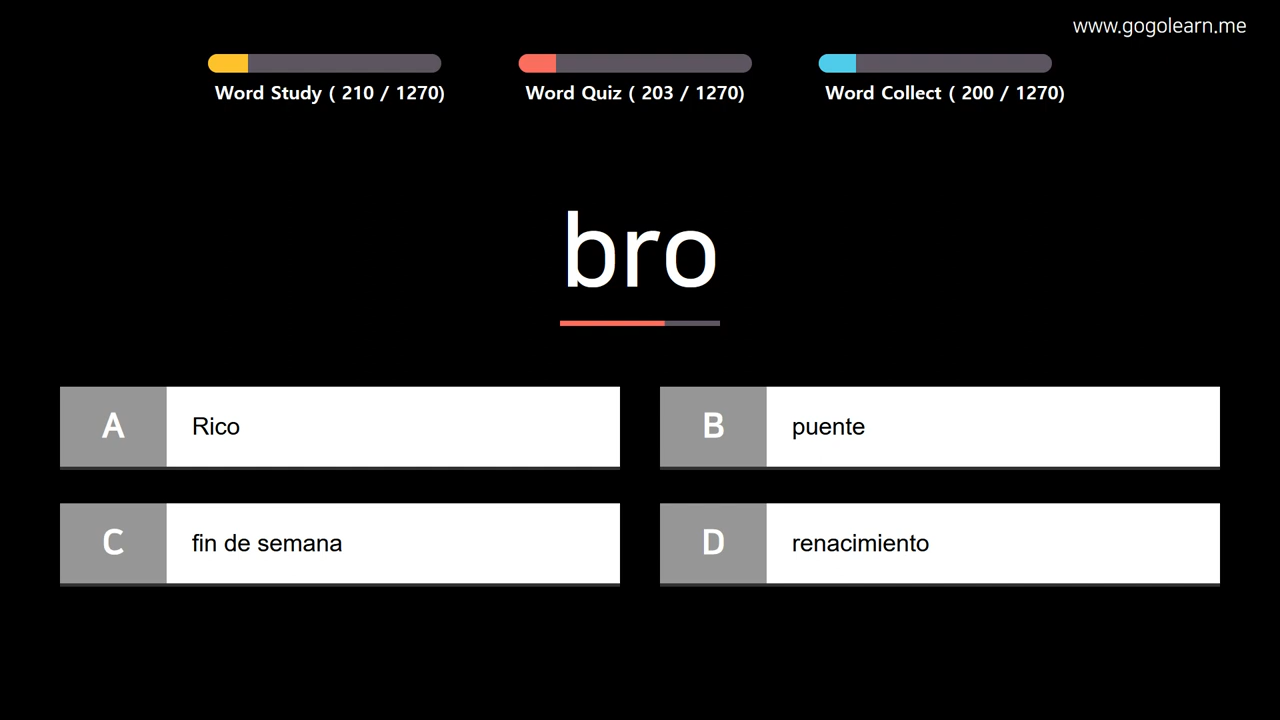 www.gogolearn.me
Word Study ( 210 / 1270)
Word Quiz ( 203 / 1270)
Word Collect ( 200 / 1270)
bro
A Rico
B puente
C fin de semana
D renacimiento